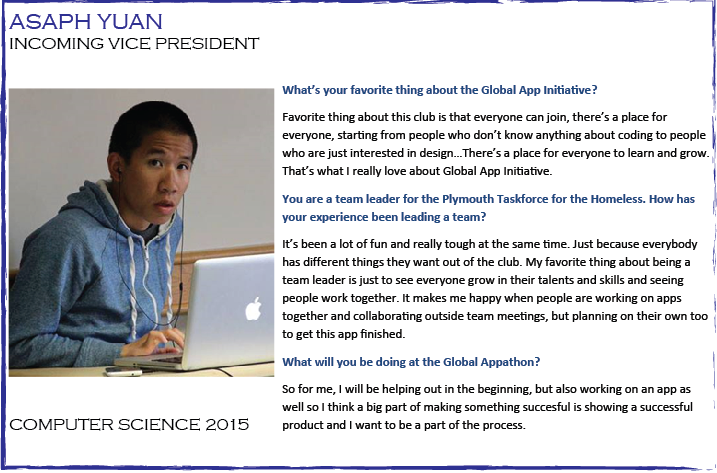 ASAPH YUAN
INCOMING VICE PRESIDENT
What's your favorite thing about the Global App Initiative?
Favorite thing about this club is that everyone can join, there's a place for
everyone, starting from people who don't know anything about coding to people
who are just interested in design...There's a place for everyone to learn and grow.
That's what I really love about Global App Initiative.
You are a team leader for the Plymouth Taskforce for the Homeless. How has
your experience been leading a team?
It's been a lot of fun and really tough at the same time. Just because everybody
has different things they want out of the club. My favorite thing about being a
team leader is just to see everyone grow in their talents and skills and seeing
people work together. It makes me happy when people are working on apps
together and collaborating outside team meetings, but planning on their own too
to get this app finished.
What will you be doing at the Global Appathon?
So for me, I will be helping out in the beginning, but also working on an app as
well so I think a big part of making something succesful is showing a successful
product and I want to be a part of the process.
COMPUTER SCIENCE 2015